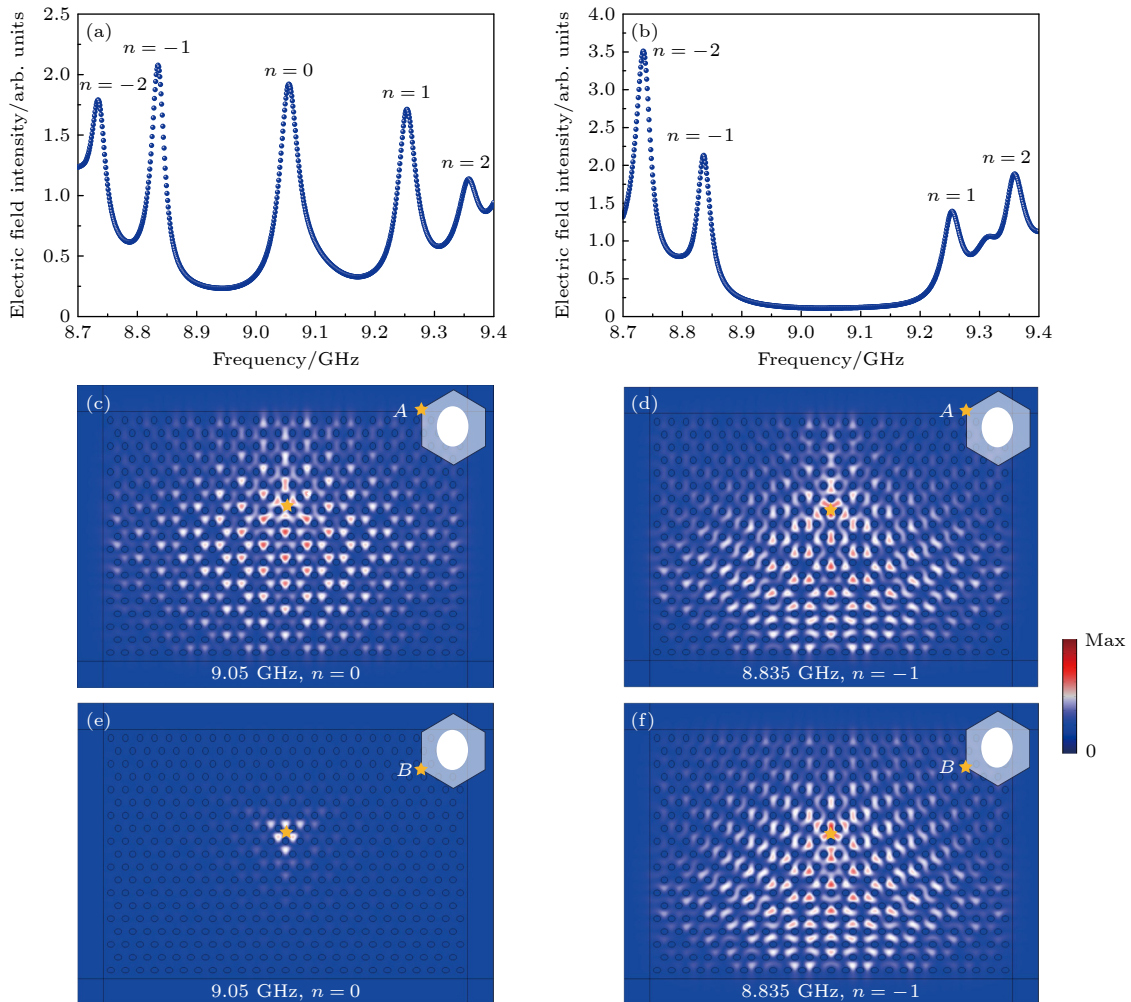 (a)
Electric field intensity/arb. units
2.5
2.0
1.5
1.0
0.5
0
n = −2
n = −1
n = 0
n = 1
n = 2
8.7 8.8 8.9 9.0 9.1 9.2 9.3 9.4
Frequency/GHz
(b)
Electric field intensity/arb. units
4.0
3.5
3.0
2.5
2.0
1.5
1.0
0.5
0
n = −2
n = −1
n = 1
n = 2
8.7 8.8 8.9 9.0 9.1 9.2 9.3 9.4
Frequency/GHz
(c)
A
9.05 GHz, n = 0
(d)
A
8.835 GHz, n = −1
(e)
B
9.05 GHz, n = 0
(f)
B
8.835 GHz, n = −1
Max
0